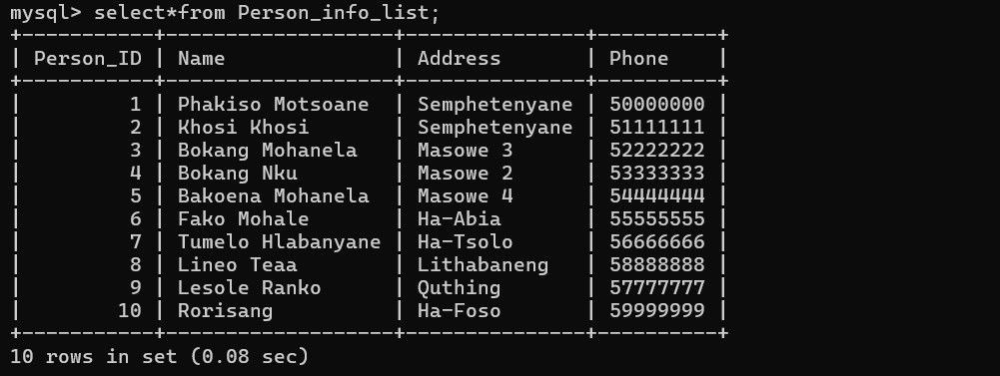 mysql> select*from Person_info_list;
+-----------+-------------------+---------------+----------+
| Person_ID | Name              | Address       | Phone    |
+-----------+-------------------+---------------+----------+
|         1 | Phakiso Motsoane  | Semphetenyane | 50000000 |
|         2 | Khosi Khosi       | Semphetenyane | 51111111 |
|         3 | Bokang Mohanela   | Masowe 3      | 52222222 |
|         4 | Bokang Nku        | Masowe 2      | 53333333 |
|         5 | Bakoena Mohanela  | Masowe 4      | 54444444 |
|         6 | Fako Mohale       | Ha-Abia       | 55555555 |
|         7 | Tumelo Hlabanyane | Ha-Tsolo      | 56666666 |
|         8 | Lineo Teaa        | Lithabaneng   | 58888888 |
|         9 | Lesole Ranko      | Quthing       | 57777777 |
|        10 | Rorisang          | Ha-Foso       | 59999999 |
+-----------+-------------------+---------------+----------+
10 rows in set (0.08 sec)